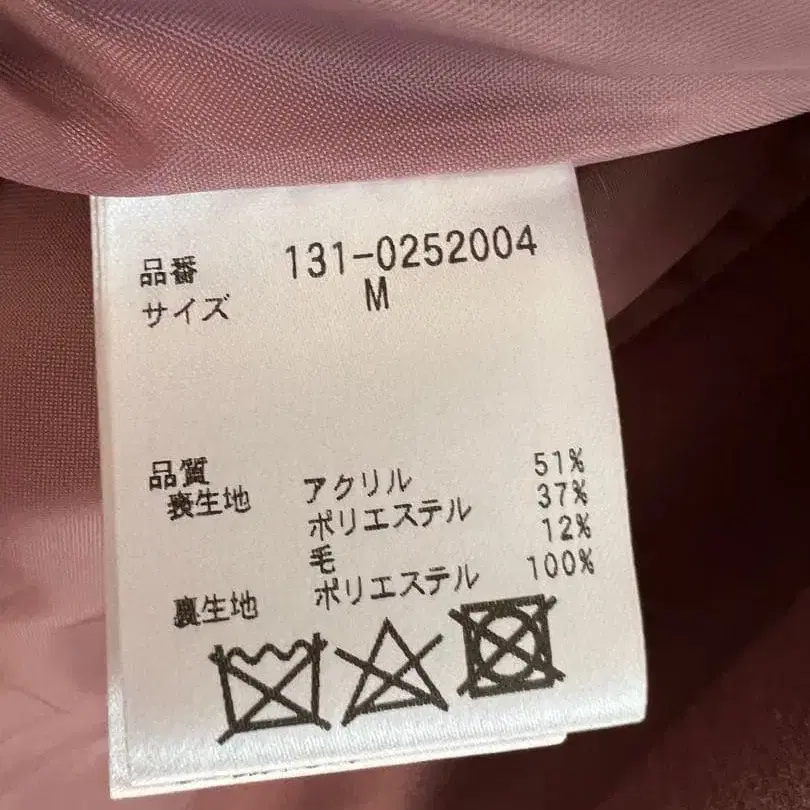 品番 131-0252004
サイズ M
品質
表生地 アクリル 51%
ポリエステル 37%
毛 12%
裏生地 ポリエステル 100%